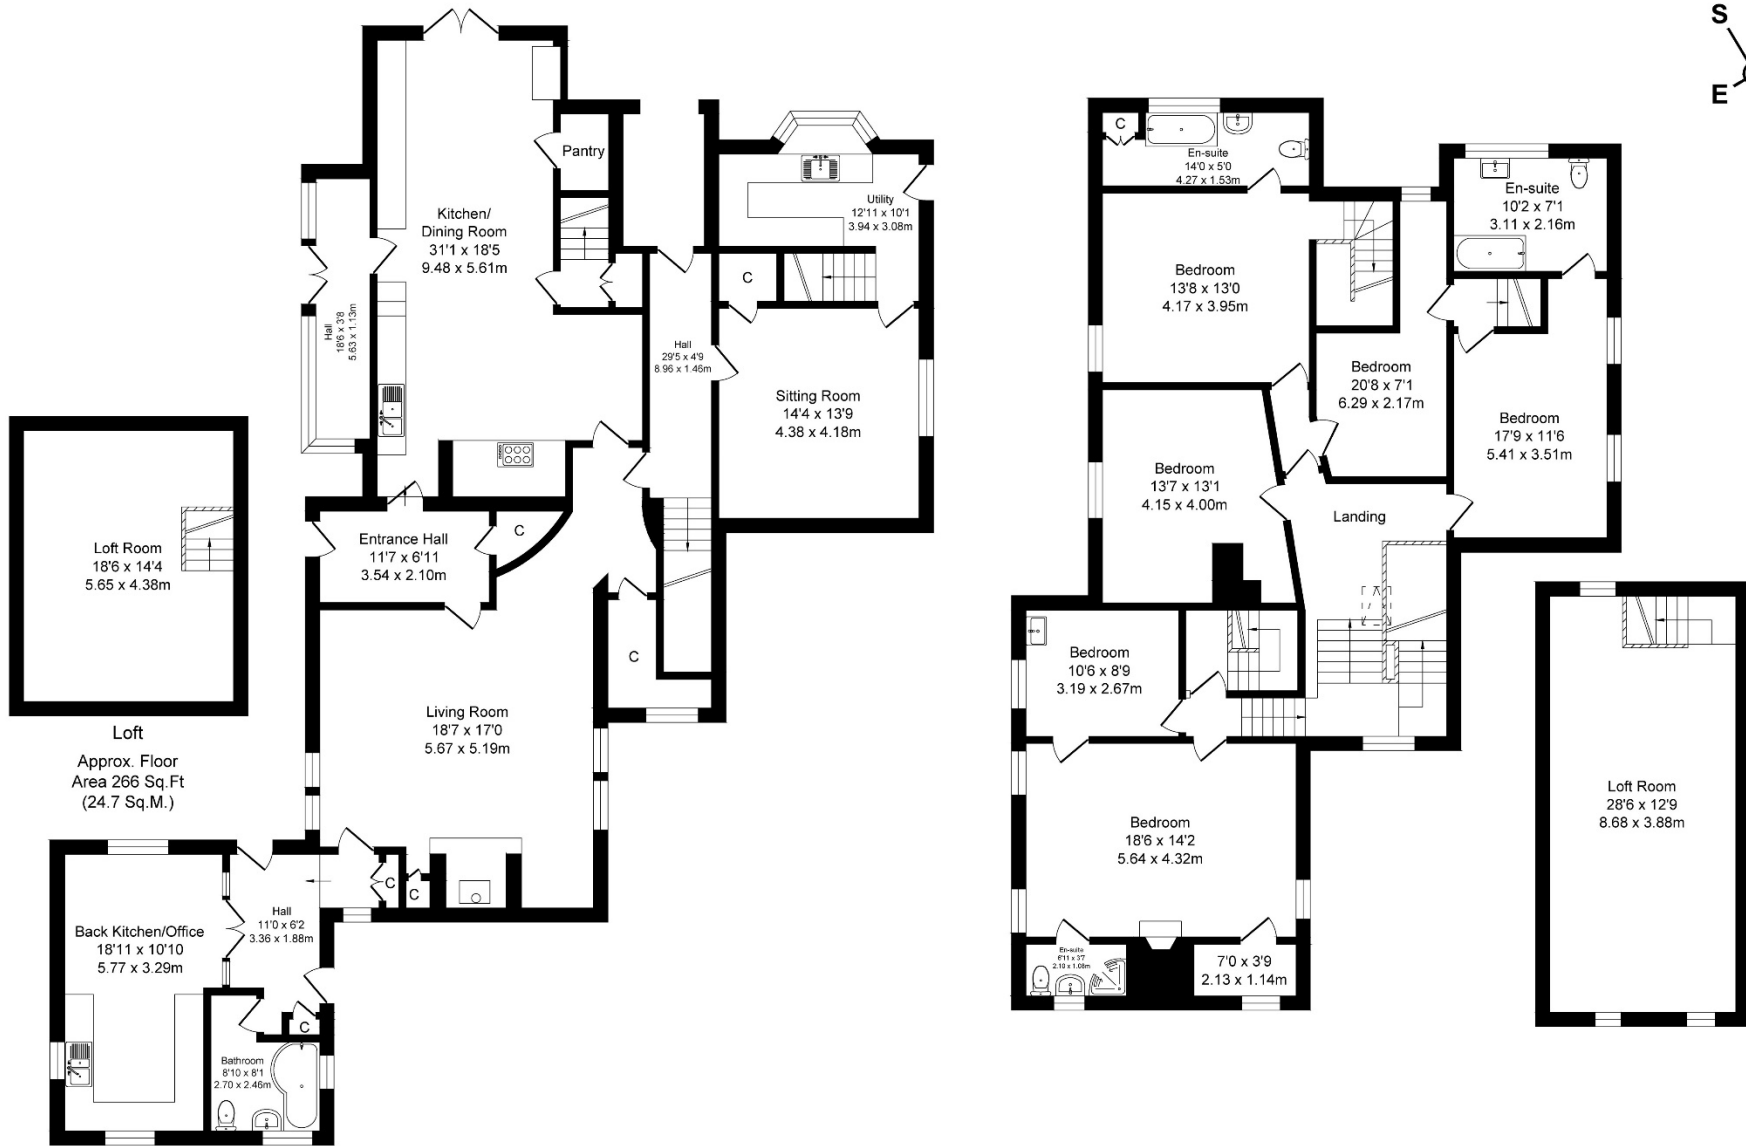 S
E
Pantry
Kitchen/
Dining Room
31'1 x 18'5
9.48 x 5.61m
Utility
12'11 x 10'1
3.94 x 3.08m
C
Hall
18'6 x 3'8
5.63 x 1.13m
Hall
29'5 x 4'9
8.96 x 1.46m
Sitting Room
14'4 x 13'9
4.38 x 4.18m
Entrance Hall
11'7 x 6'11
3.54 x 2.10m
C
Loft Room
18'6 x 14'4
5.65 x 4.38m
Loft
Approx. Floor
Area 266 Sq.Ft
(24.7 Sq.M.)
C
Living Room
18'7 x 17'0
5.67 x 5.19m
C
C
Back Kitchen/Office
18'11 x 10'10
5.77 x 3.29m
Hall
11'0 x 6'2
3.36 x 1.88m
C
Bathroom
8'10 x 8'1
2.70 x 2.46m
C
En-suite
14'0 x 5'0
4.27 x 1.53m
En-suite
10'2 x 7'1
3.11 x 2.16m
Bedroom
13'8 x 13'0
4.17 x 3.95m
Bedroom
20'8 x 7'1
6.29 x 2.17m
Bedroom
17'9 x 11'6
5.41 x 3.51m
Bedroom
13'7 x 13'1
4.15 x 4.00m
Landing
Bedroom
10'6 x 8'9
3.19 x 2.67m
Bedroom
18'6 x 14'2
5.64 x 4.32m
En-suite
6'11 x 3'7
2.10 x 1.08m
7'0 x 3'9
2.13 x 1.14m
Loft Room
28'6 x 12'9
8.68 x 3.88m